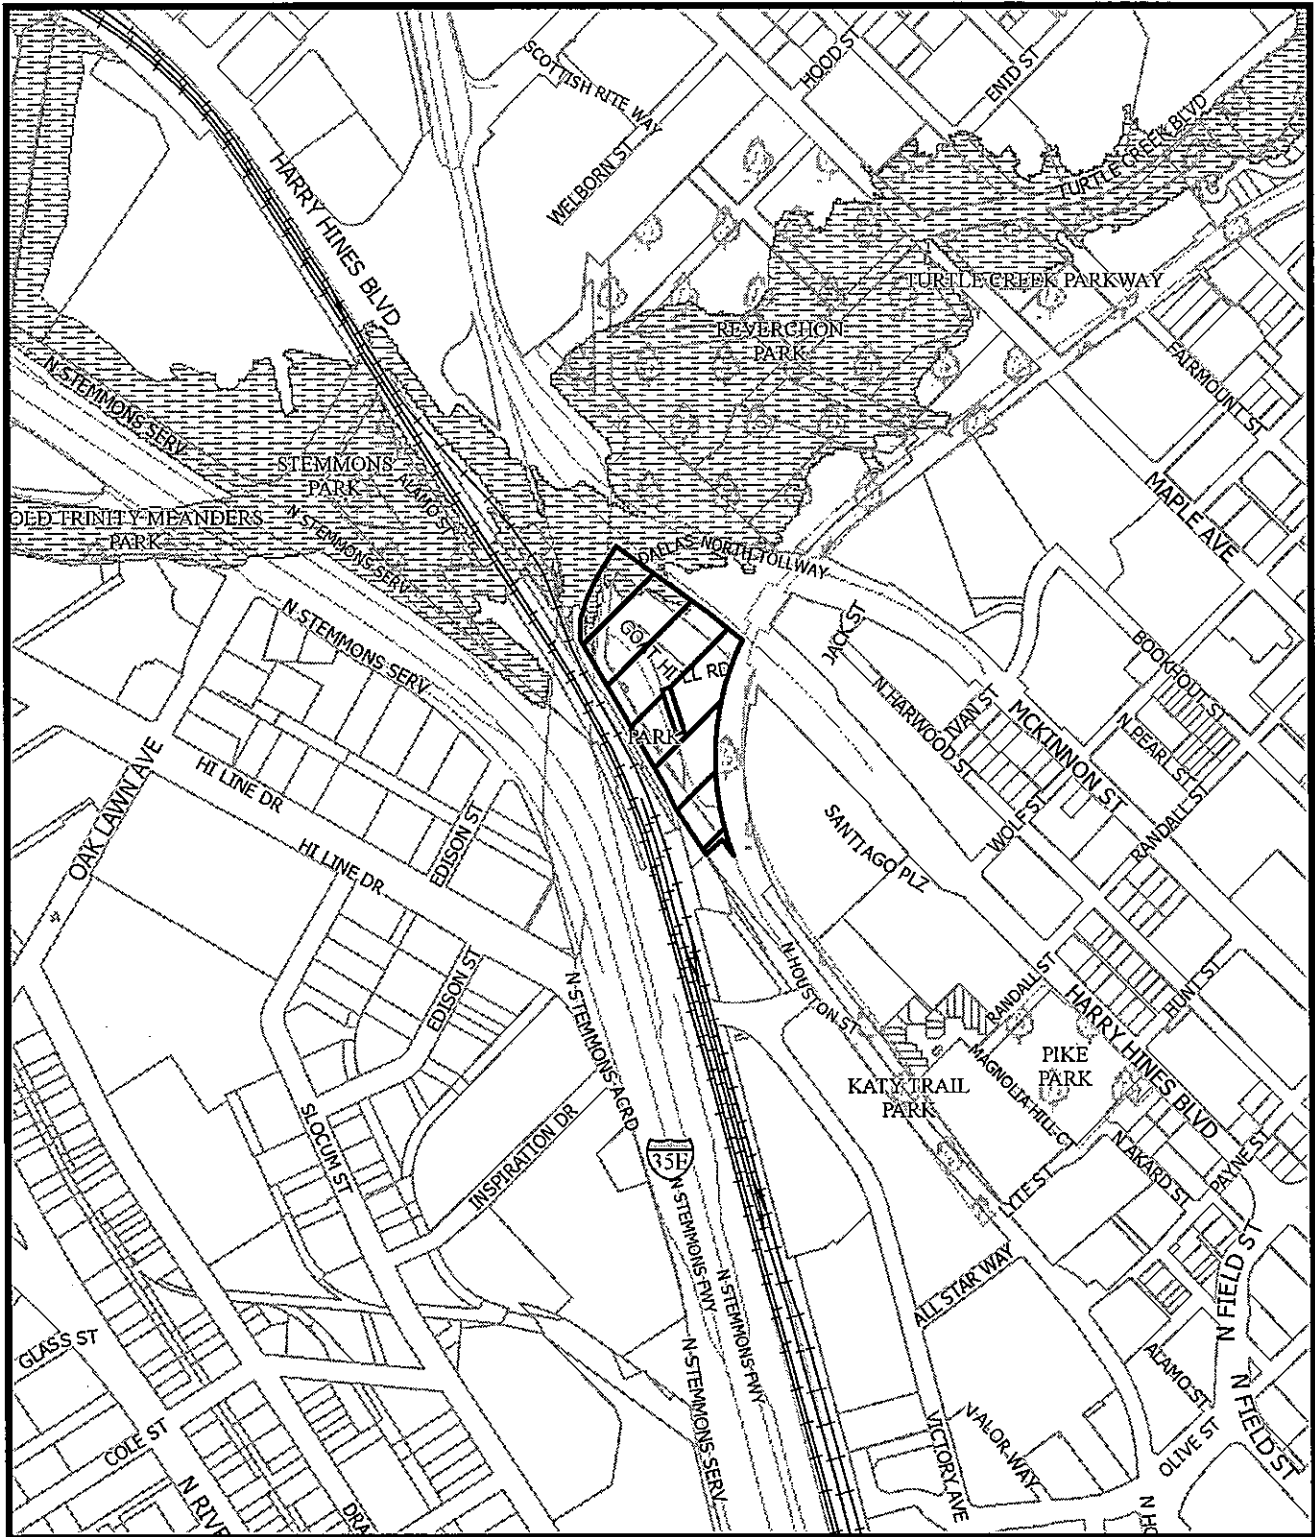 SCOTTISH RITE WAY
HOOD ST
ENID ST
WELBORN ST
TURTLE CREEK BLVD
HARRY HINES BLVD
TURTLE CREEK PARKWAY
REVERCHON
PARK
FAIRMOUNT ST
N STEMMONS SERV
STEMMONS
PARK
ALAMO ST
MAPLE AVE
OLD TRINITY MEANDERS
PARK
N STEMMONS SERV
DALLAS NORTH TOLLWAY
N STEMMONS SERV
JACK ST
HI
LL RD
PARK
BOOKHOUT ST
N HARWOOD ST
IVAN ST
MCKINNON ST
N PEARL ST
OAK LAWN AVE
HI LINE DR
RANDALL ST
WOLF ST
SANTIAGO PLZ
EDISON ST
HI LINE DR
EDISON ST
N STEMMONS ACRD
N HOUSTON ST
RANDALL ST
HARRY HINES BLVD
HUNT ST
PIKE
PARK
KATY TRAIL
PARK
MAGNOLIA HILL CT
SLOCUM ST
INSPIRATION DR
35E
N AKARD ST
PAYNE ST
LYTE ST
N STEMMONS FWY
N STEMMONS FWY
N FIELD ST
ALL STAR WAY
GLASS ST
N STEMMONS SERV
ALAMO ST
N FIELD ST
COLE ST
VICTORY AVE
VALOR WAY
OLIVE ST
N RIVE
DRA
N HO